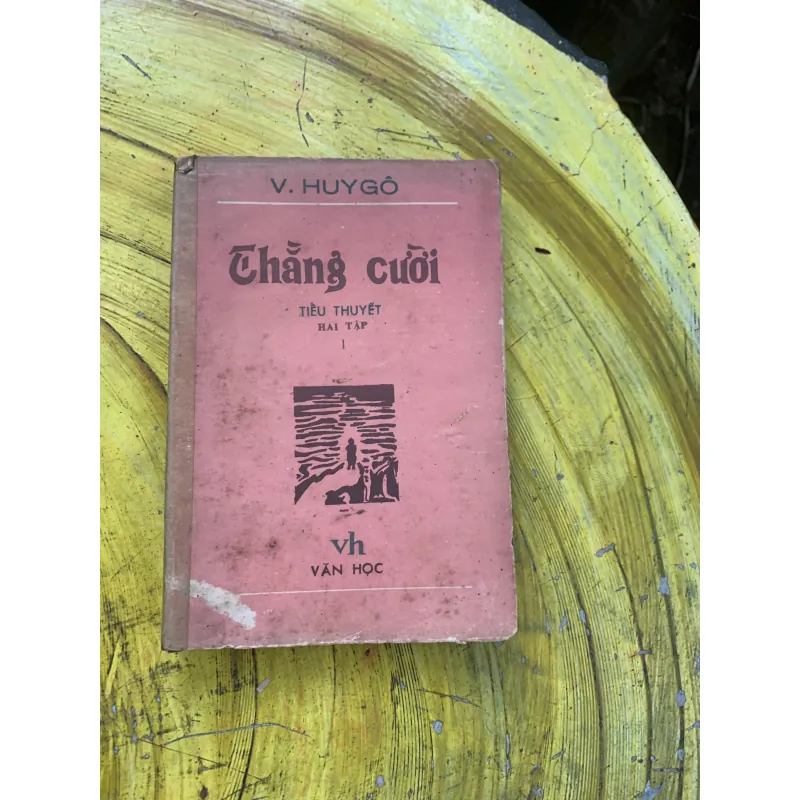 V. HUYGÔ
Thằng cười
TIỂU THUYẾT
HAI TẬP
I
vh
VĂN HỌC